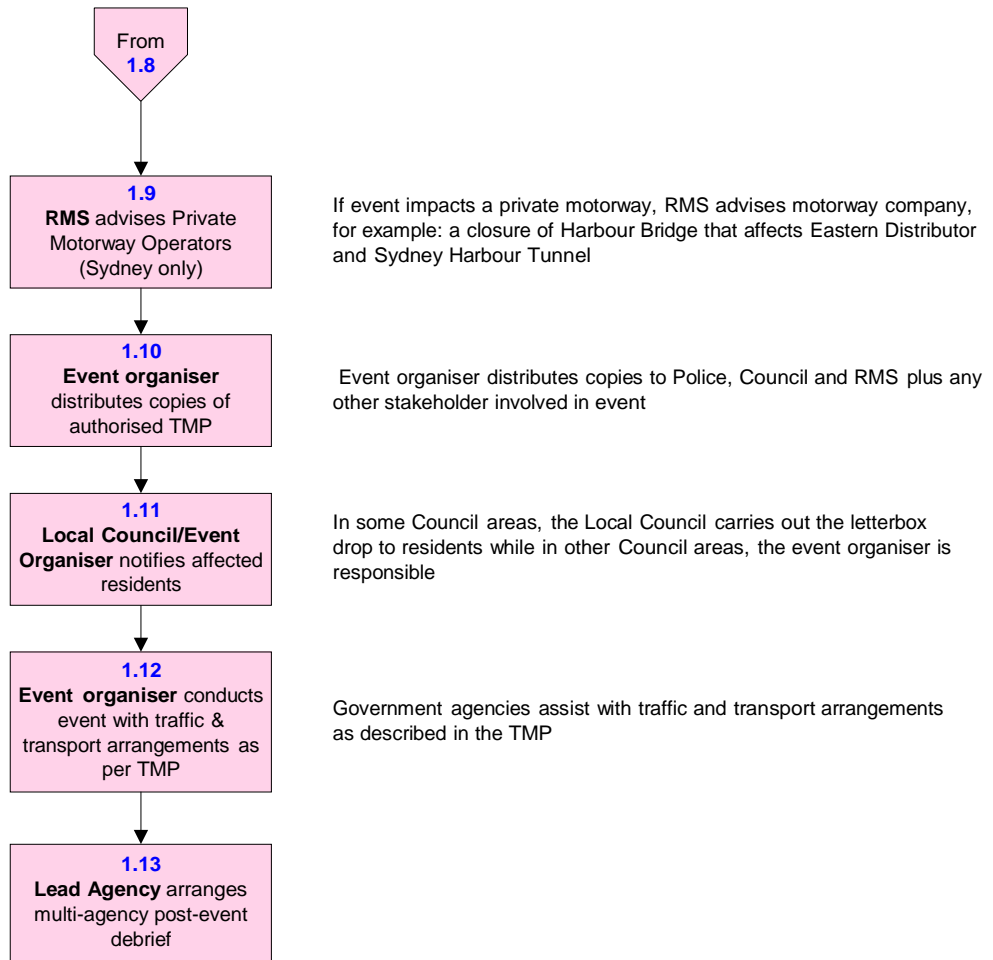 From
1.8
1.9
RMS advises Private
Motorway Operators
(Sydney only)
If event impacts a private motorway, RMS advises motorway company,
for example: a closure of Harbour Bridge that affects Eastern Distributor
and Sydney Harbour Tunnel
1.10
Event organiser
distributes copies of
authorised TMP
Event organiser distributes copies to Police, Council and RMS plus any
other stakeholder involved in event
1.11
Local Council/Event
Organiser notifies affected
residents
In some Council areas, the Local Council carries out the letterbox
drop to residents while in other Council areas, the event organiser is
responsible
1.12
Event organiser conducts
event with traffic &
transport arrangements as
per TMP
Government agencies assist with traffic and transport arrangements
as described in the TMP
1.13
Lead Agency arranges
multi-agency post-event
debrief